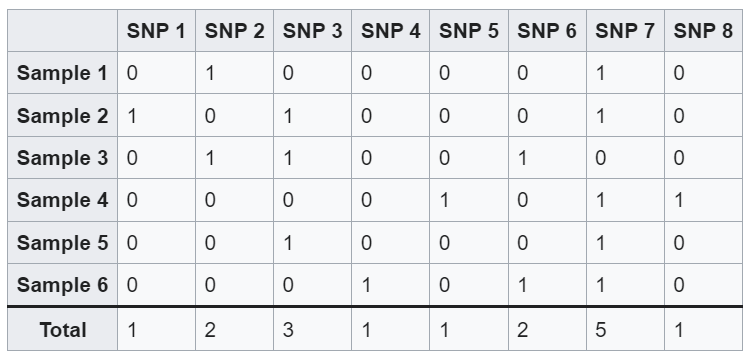 SNP 1 SNP 2 SNP 3 SNP 4 SNP 5 SNP 6 SNP 7 SNP 8
Sample 1 0 1 0 0 0 0 1 0
Sample 2 1 0 1 0 0 0 1 0
Sample 3 0 1 1 0 0 1 0 0
Sample 4 0 0 0 0 1 0 1 1
Sample 5 0 0 1 0 0 0 1 0
Sample 6 0 0 0 1 0 1 1 0
Total 1 2 3 1 1 2 5 1